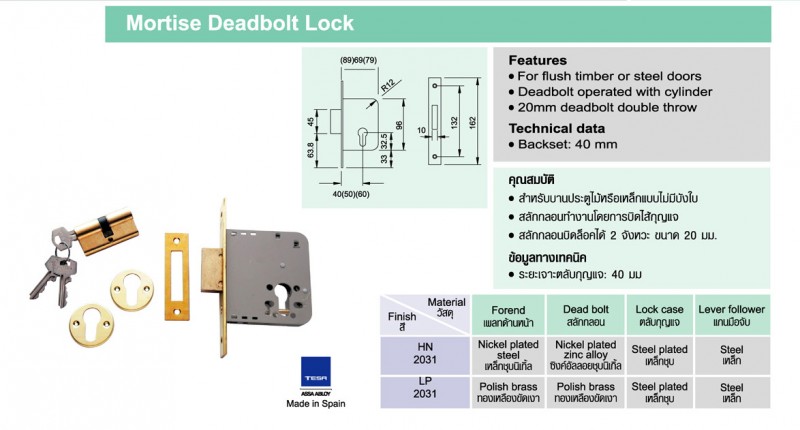 Mortise Deadbolt Lock
(89)69(79)
R12
45
63.8
10
96
32.5
33
132
162
40(50)(60)
Features
• For flush timber or steel doors
• Deadbolt operated with cylinder
• 20mm deadbolt double throw
Technical data
• Backset: 40 mm
คุณสมบัติ
• สำหรับบานประตูไม้หรือเหล็กแบบไม่มีบังใบ
• สลักกลอนทำงานโดยการบิดไส้กุญแจ
• สลักกลอนบิดล็อคได้ 2 จังหวะ ขนาด 20 มม.
ข้อมูลทางเทคนิค
• ระยะเจาะตลับกุญแจ: 40 มม
Material
วัสดุ
Finish
สี
Forend
เพลทด้านหน้า
Dead bolt
สลักกลอน
Lock case
ตลับกุญแจ
Lever follower
แกนมือจับ
HN
2031
Nickel plated
steel
เหล็กชุบนิเกิ้ล
Nickel plated
zinc alloy
ซิงค์อัลลอยชุบนิเกิ้ล
Steel plated
เหล็กชุบ
Steel
เหล็ก
LP
2031
Polish brass
ทองเหลืองขัดเงา
Polish brass
ทองเหลืองขัดเงา
Steel plated
เหล็กชุบ
Steel
เหล็ก
TESA
ASSA ABLOY
Made in Spain